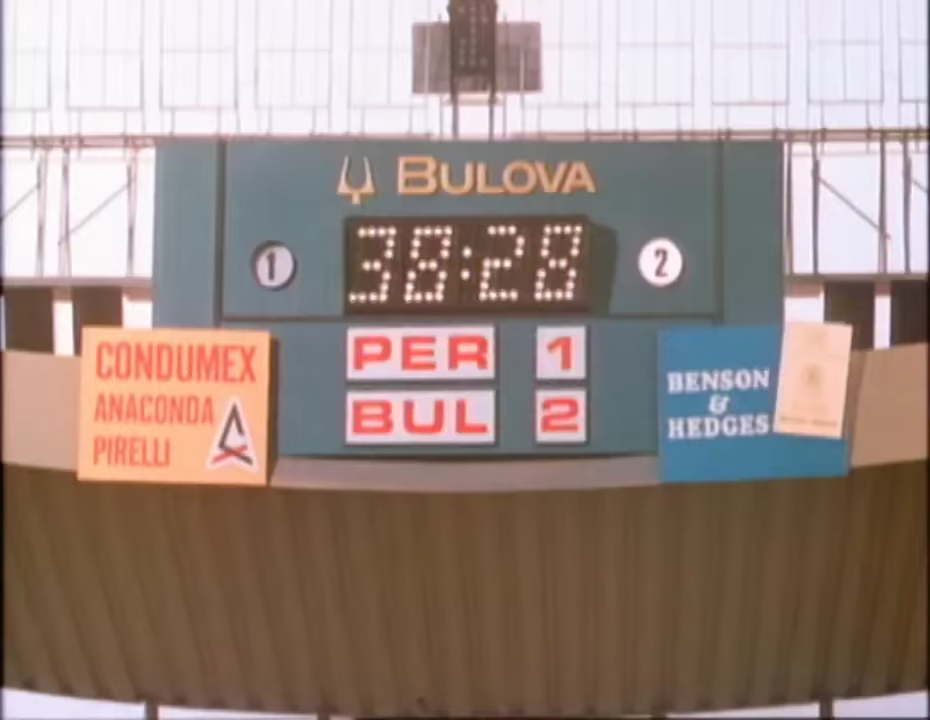 BULOVA
1 38:28 2
PER 1
BUL 2
CONDUMEX
ANACONDA
PIRELLI
BENSON
&
HEDGES